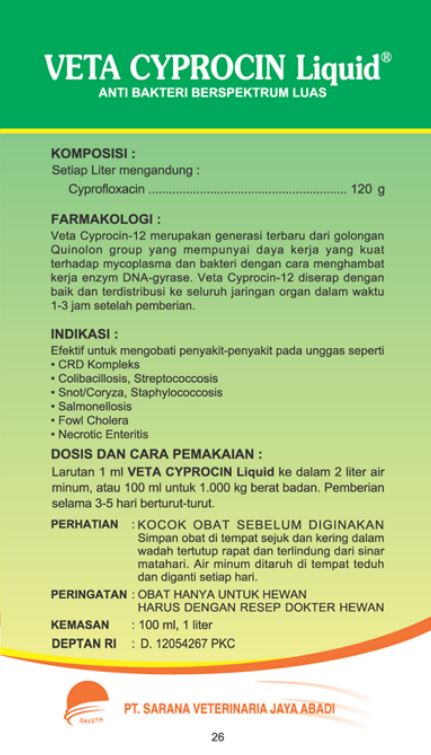 VETA CYPROCIN Liquid®
ANTI BAKTERI BERSPEKTRUM LUAS
KOMPOSISI :
Setiap Liter mengandung :
Cyprofloxacin .......................................................... 120 g
FARMAKOLOGI :
Veta Cyprocin-12 merupakan generasi terbaru dari golongan
Quinolon group yang mempunyai daya kerja yang kuat
terhadap mycoplasma dan bakteri dengan cara menghambat
kerja enzym DNA-gyrase. Veta Cyprocin-12 diserap dengan
baik dan terdistribusi ke seluruh jaringan organ dalam waktu
1-3 jam setelah pemberian.
INDIKASI :
Efektif untuk mengobati penyakit-penyakit pada unggas seperti
• CRD Kompleks
• Colibacillosis, Streptococcosis
• Snot/Coryza, Staphylococcosis
• Salmonellosis
• Fowl Cholera
• Necrotic Enteritis
DOSIS DAN CARA PEMAKAIAN :
Larutan 1 ml VETA CYPROCIN Liquid ke dalam 2 liter air
minum, atau 100 ml untuk 1.000 kg berat badan. Pemberian
selama 3-5 hari berturut-turut.
PERHATIAN : KOCOK OBAT SEBELUM DIGINAKAN
Simpan obat di tempat sejuk dan kering dalam
wadah tertutup rapat dan terlindung dari sinar
matahari. Air minum ditaruh di tempat teduh
dan diganti setiap hari.
PERINGATAN : OBAT HANYA UNTUK HEWAN
HARUS DENGAN RESEP DOKTER HEWAN
KEMASAN : 100 ml, 1 liter
DEPTAN RI : D. 12054267 PKC
SAVETA
PT. SARANA VETERINARIA JAYA ABADI
26